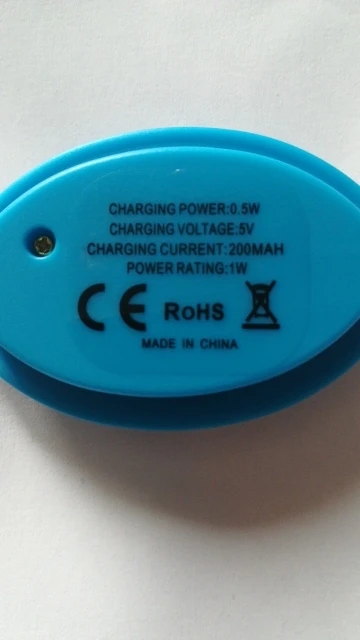 CHARGING POWER:0.5W
CHARGING VOLTAGE:5V
CHARGING CURRENT:200MAH
POWER RATING:1W
CE RoHS
MADE IN CHINA